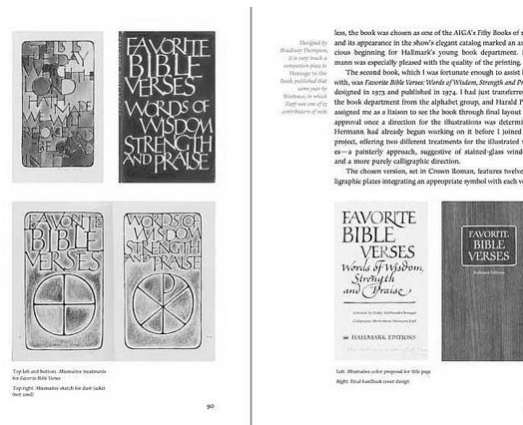 FAVORITE
BIBLE
VERSES
WORDS OF
WISDOM
STRENGTH
AND PRAISE
FAVORITE
BIBLE
VERSES
WORDS OF
WISDOM
STRENGTH
AND PRAISE
Top left and bottom: Alternative treatments
for Favorite Bible Verses
Top right: Alternative sketch for dust jacket
(not used)
90
Designed by
Bradbury Thompson,
it is very much a
companion piece to
Homage to the
Book published that
same year by
Westvaco, in which
Zapf was one of 15
contributors of note.
less, the book was chosen as one of the AIGA's Fifty Books of
and its appearance in the show's elegant catalog marked an
cious beginning for Hallmark's young book department.
mann was especially pleased with the quality of the printing.
The second book, which I was fortunate enough to assist
with, was Favorite Bible Verses: Words of Wisdom, Strength and
designed in 1973 and published in 1974. I had just transferred
the book department from the alphabet group, and Harald P
assigned me as a liaison to see the book through final layout
approval once a direction for the illustrations was
Hermann had already begun working on it before I joined
project, offering two different treatments for the illustrated
es—a painterly approach, suggestive of stained-glass
and a more purely calligraphic direction.
The chosen version, set in Crown Roman, features twelve
ligraphic plates integrating an appropriate symbol with each
FAVORITE
BIBLE
VERSES
Words of Wisdom,
Strength
and Praise
HALLMARK EDITIONS
FAVORITE
BIBLE
VERSES
Hallmark Editions
Left: Alternative color proposal for title page
Right: Final hardback cover design